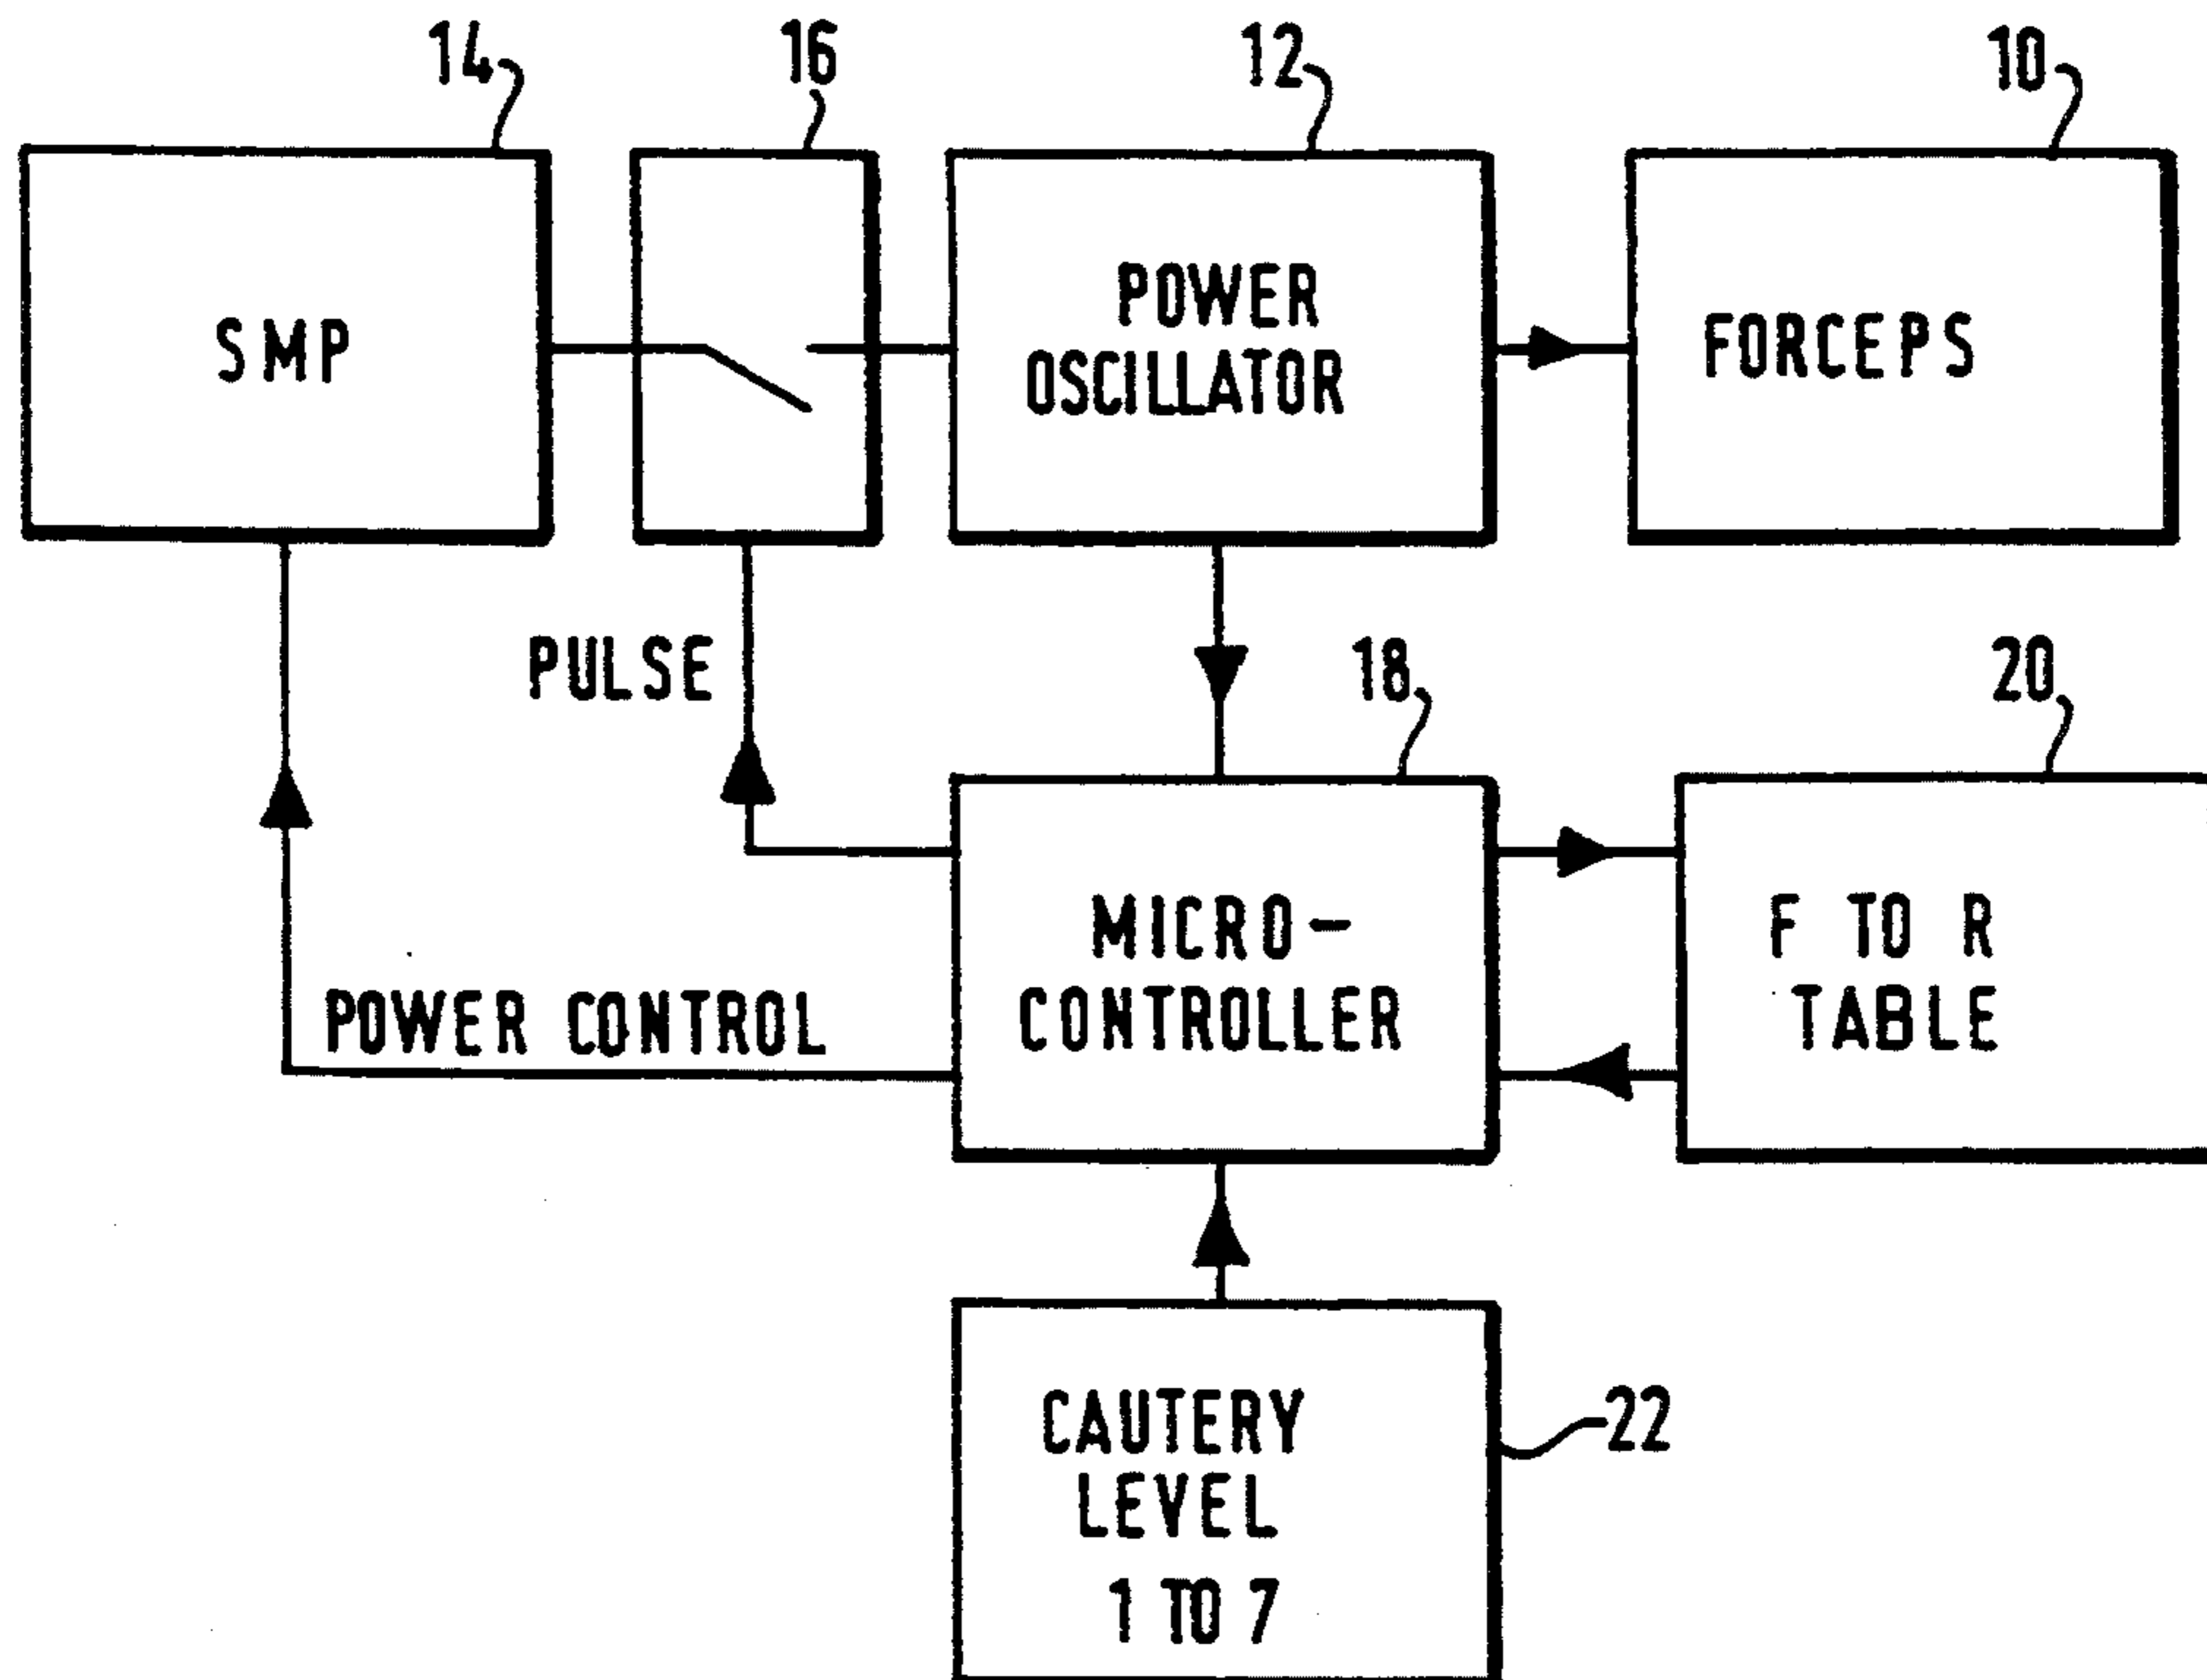 14
16
12
10
SMP
POWER
OSCILLATOR
FORCEPS
PULSE
18
20
MICRO-
CONTROLLER
F TO R
TABLE
POWER CONTROL
CAUTERY
LEVEL
1 TO 7
22